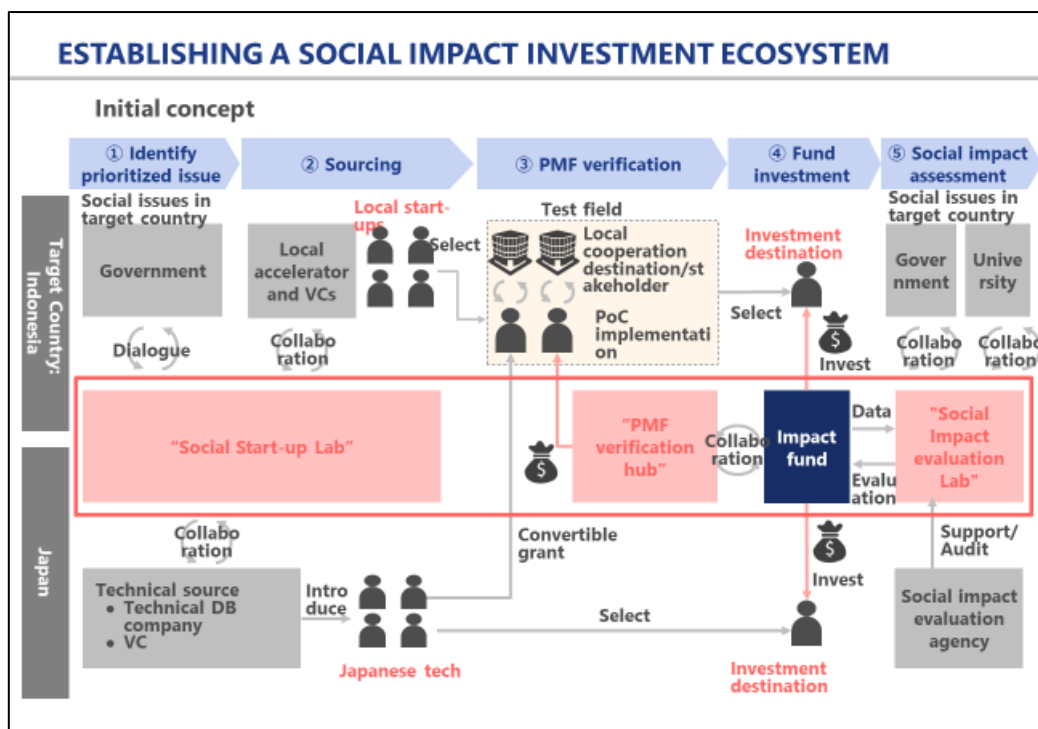 ESTABLISHING A SOCIAL IMPACT INVESTMENT ECOSYSTEM
Initial concept
① Identify
prioritized issue
② Sourcing
③ PMF verification
④ Fund
investment
⑤ Social impact
assessment
Target Country:
Indonesia
Social issues in
target country
Government
Dialogue
Local
accelerator
and VCs
Collabo
ration
Local start-
ups
Select
Test field
Local
cooperation
destination/st
akeholder
PoC
implementati
on
Select
Investment
destination
$
Invest
Social issues in
target country
Gover
nment
Unive
rsity
Collabo
ration
Collabo
ration
"Social Start-up Lab"
$
"PMF
verification
hub"
Collabo
ration
Impact
fund
Data
Evalu
ation
"Social
Impact
evaluation
Lab"
Japan
Collabo
ration
Technical source
• Technical DB
company
• VC
Intro
duce
Japanese tech
Convertible
grant
Select
$
Invest
Investment
destination
Support/
Audit
Social impact
evaluation
agency